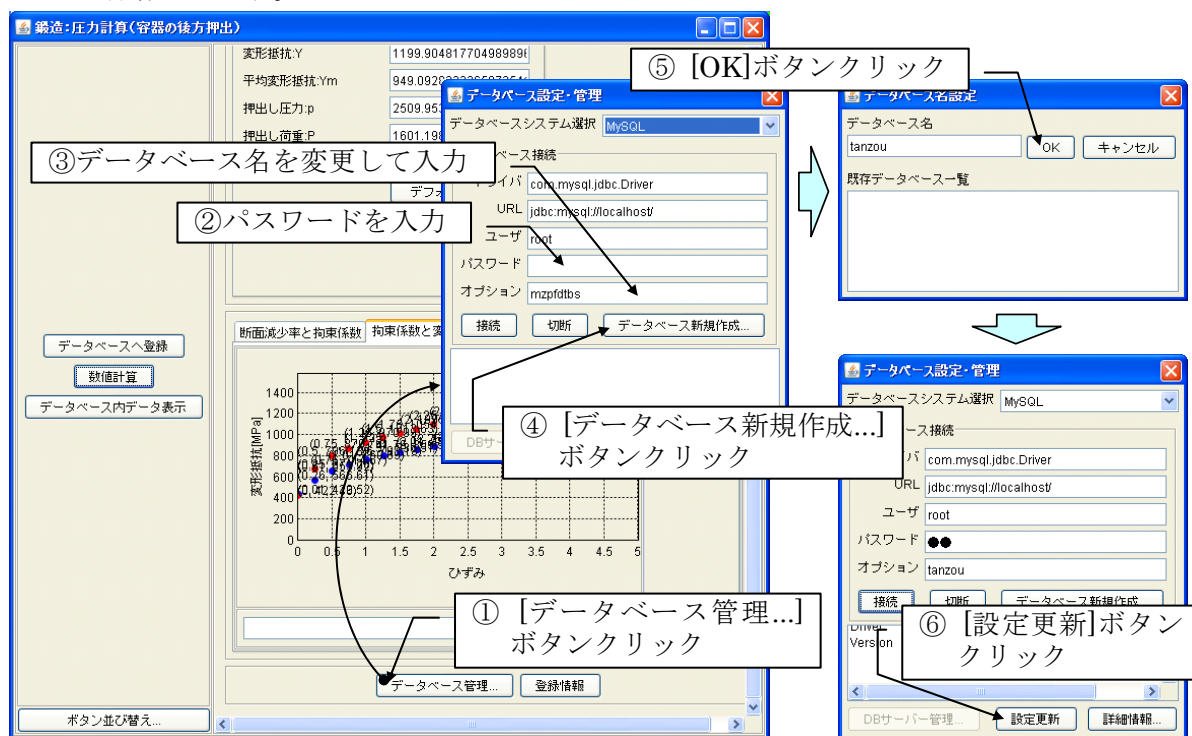 鍛造:圧力計算(容器の後方押出)
変形抵抗:Y
平均変形抵抗:Ym
押出し圧力:p
押出し荷重:P
⑤ [OK]ボタンクリック
データベース設定・管理
データベースシステム選択 MySQL
③データベース名を変更して入力
com.mysql.jdbc.Driver
②パスワードを入力
URL jdbc:mysql://localhost/
ユーザ root
パスワード
オプション mzpfdtbs
接続 切断 データベース新規作成...
データベース名設定
データベース名
tanzou OK キャンセル
既存データベース一覧
データベースへ登録
数値計算
データベース内データ表示
断面減少率と拘束係数
変形抵抗[MPa]
1400
1200
1000
800
600
400
200
0
0 0.5 1 1.5 2 2.5 3 3.5 4 4.5 5
ひずみ
④ [データベース新規作成...]
ボタンクリック
① [データベース管理...]
ボタンクリック
データベース管理... 登録情報
ボタン並び替え...
データベース設定・管理
データベースシステム選択 MySQL
com.mysql.jdbc.Driver
URL jdbc:mysql://localhost/
ユーザ root
パスワード ●●
オプション tanzou
接続 切断 データベース新規作成
Version
⑥ [設定更新]ボタン
クリック
DBサーバー管理... 設定更新 詳細情報...